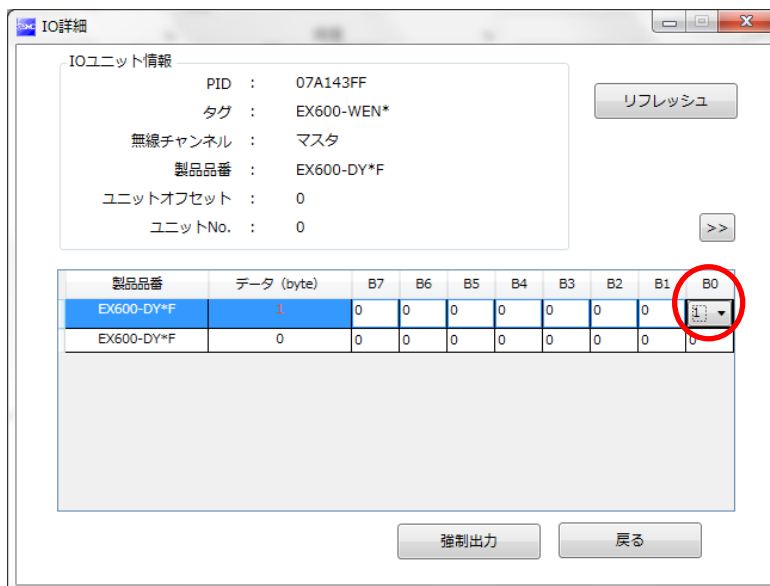 IO詳細
IOユニット情報
PID : 07A143FF
タグ : EX600-WEN*
無線チャンネル : マスタ
製品品番 : EX600-DY*F
ユニットオフセット : 0
ユニットNo. : 0
リフレッシュ
>>
製品品番 データ (byte) B7 B6 B5 B4 B3 B2 B1 B0
EX600-DY*F 1 0 0 0 0 0 0 0 1
EX600-DY*F 0 0 0 0 0 0 0 0 0
強制出力 戻る